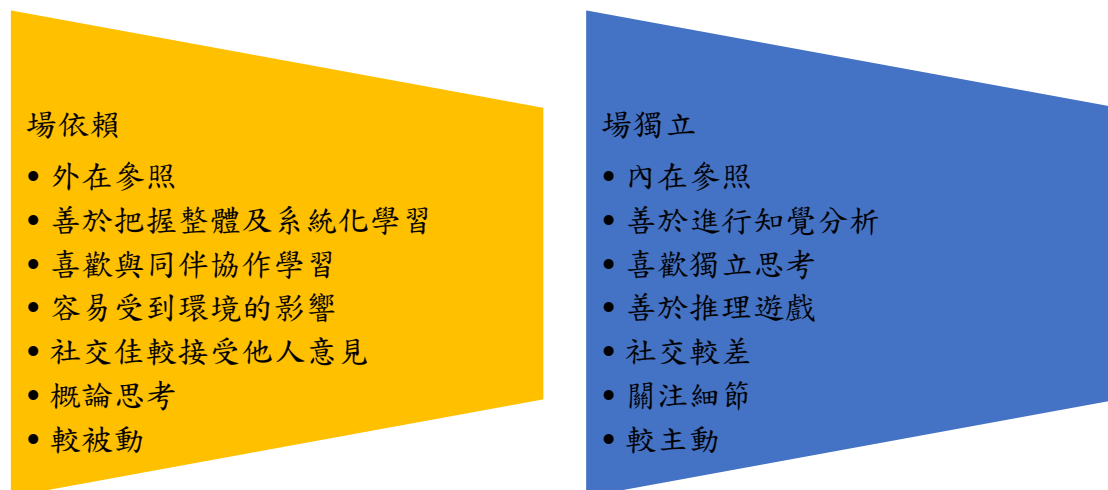 場依賴
• 外在參照
• 善於把握整體及系統化學習
• 喜歡與同伴協作學習
• 容易受到環境的影響
• 社交佳較接受他人意見
• 概論思考
• 較被動
場獨立
• 內在參照
• 善於進行知覺分析
• 喜歡獨立思考
• 善於推理遊戲
• 社交較差
• 關注細節
• 較主動